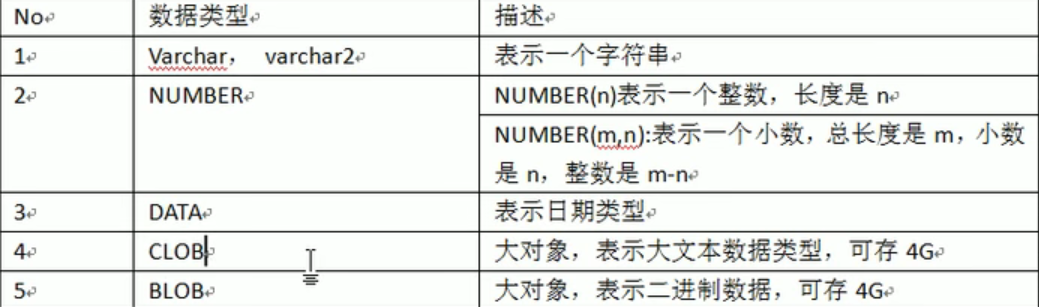 No 数据类型 描述
1 Varchar， varchar2 表示一个字符串
2 NUMBER NUMBER(n)表示一个整数，长度是 n
NUMBER(m,n):表示一个小数，总长度是 m，小数
是 n，整数是 m-n
3 DATA 表示日期类型
4 CLOB 大对象，表示大文本数据类型，可存 4G
5 BLOB 大对象，表示二进制数据，可存 4G